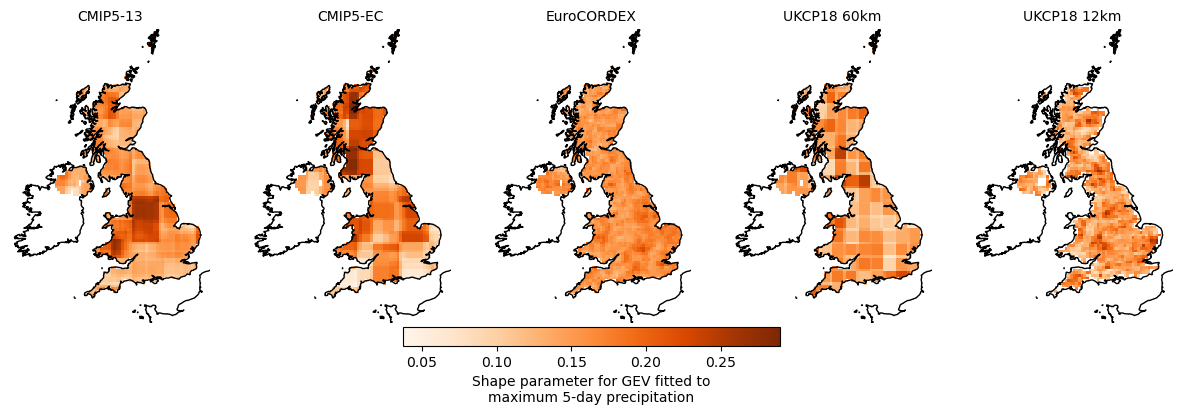 CMIP5-13
CMIP5-EC
EuroCORDEX
UKCP18 60km
UKCP18 12km
0.05
0.10
0.15
0.20
0.25
Shape parameter for GEV fitted to
maximum 5-day precipitation